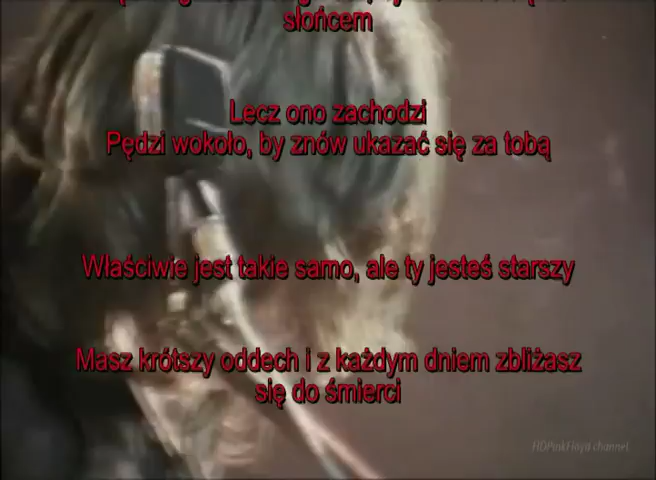 słońcem
Lecz ono zachodzi
Pędzi wokoło, by znów ukazać się za tobą
Właściwie jest takie samo, ale ty jesteś starszy
Masz krótszy oddech i z każdym dniem zbliżasz
się do śmierci
HDPinkFloyd channel